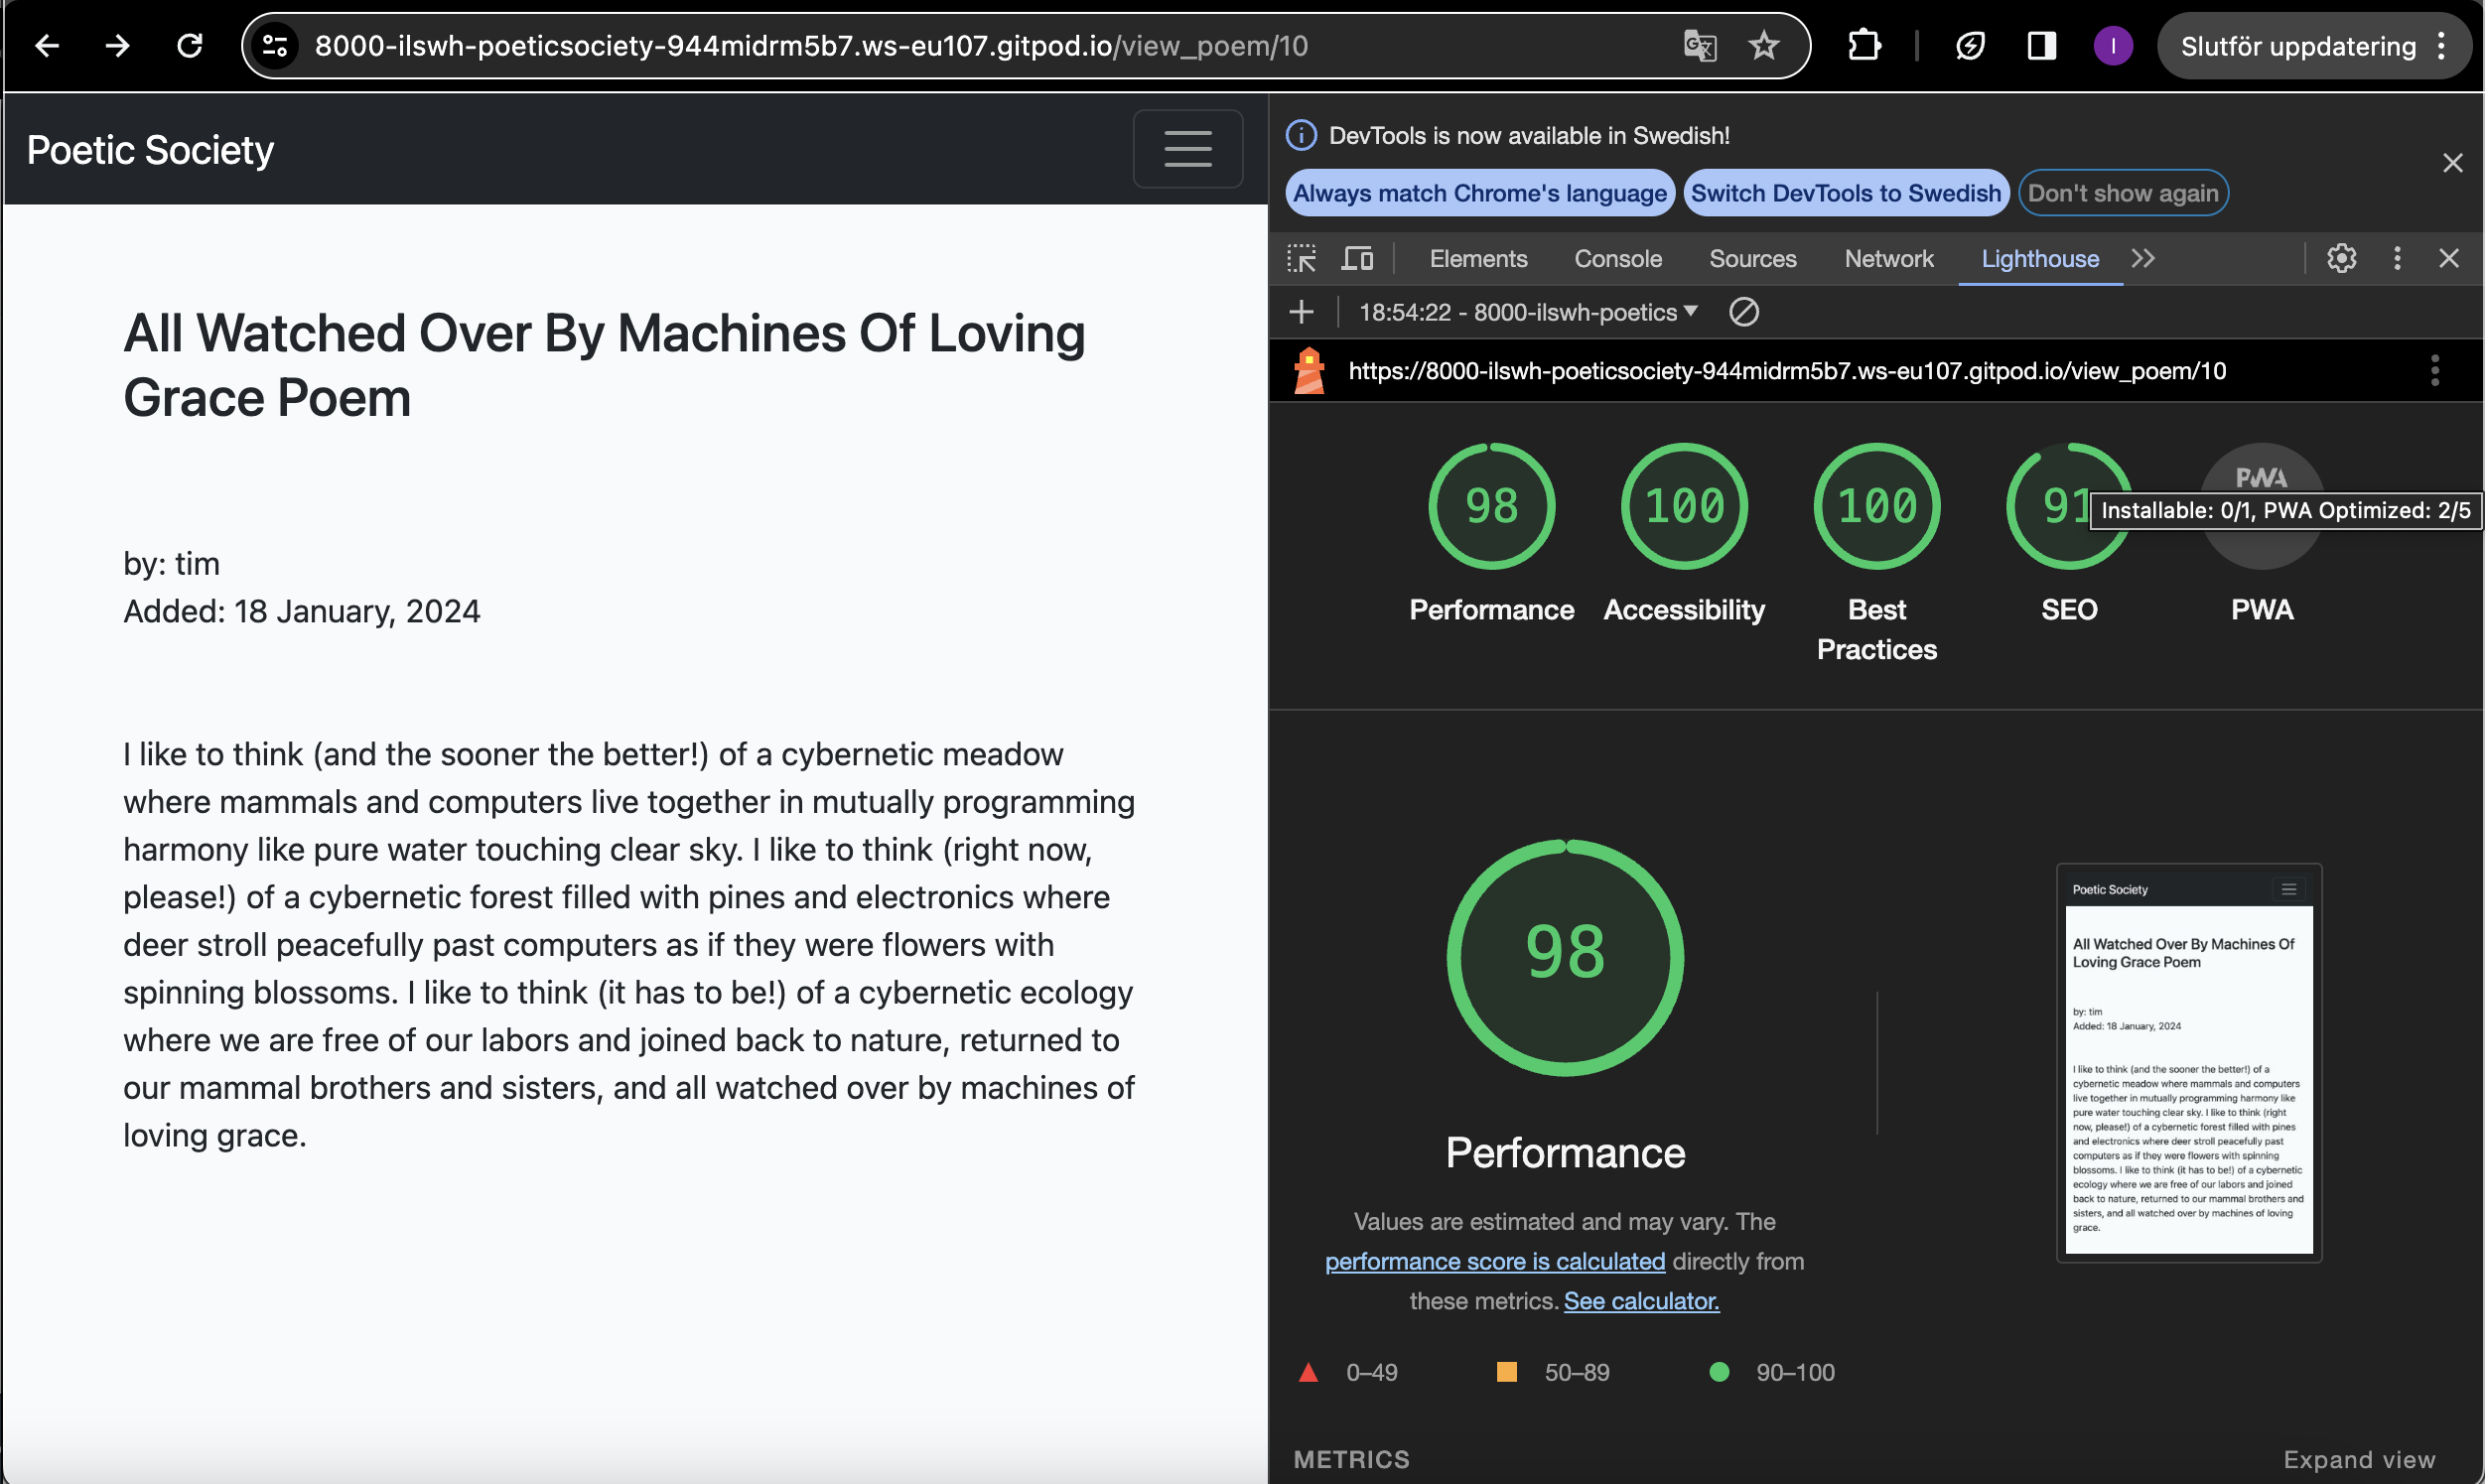 8000-ilswh-poeticsociety-944midrm5b7.ws-eu107.gitpod.io/view_poem/10
I
Slutför uppdatering
Poetic Society
All Watched Over By Machines Of Loving
Grace Poem
by: tim
Added: 18 January, 2024
I like to think (and the sooner the better!) of a cybernetic meadow
where mammals and computers live together in mutually programming
harmony like pure water touching clear sky. I like to think (right now,
please!) of a cybernetic forest filled with pines and electronics where
deer stroll peacefully past computers as if they were flowers with
spinning blossoms. I like to think (it has to be!) of a cybernetic ecology
where we are free of our labors and joined back to nature, returned to
our mammal brothers and sisters, and all watched over by machines of
loving grace.
DevTools is now available in Swedish!
Always match Chrome's language
Switch DevTools to Swedish
Don't show again
Elements
Console
Sources
Network
Lighthouse
18:54:22 - 8000-ilswh-poetics
https://8000-ilswh-poeticsociety-944midrm5b7.ws-eu107.gitpod.io/view_poem/10
98
100
100
91
PWA
Installable: 0/1, PWA Optimized: 2/5
Performance
Accessibility
Best
Practices
SEO
PWA
98
Performance
Values are estimated and may vary. The
performance score is calculated directly from
these metrics. See calculator.
0–49
50–89
90–100
Poetic Society
All Watched Over By Machines Of
Loving Grace Poem
by: tim
Added: 18 January, 2024
I like to think (and the sooner the better!) of a
cybernetic meadow where mammals and computers
live together in mutually programming harmony like
pure water touching clear sky. I like to think (right
now, please!) of a cybernetic forest filled with pines
and electronics where deer stroll peacefully past
computers as if they were flowers with spinning
blossoms. I like to think (it has to be!) of a cybernetic
ecology where we are free of our labors and joined
back to nature, returned to our mammal brothers and
sisters, and all watched over by machines of loving
grace.
METRICS
Expand view